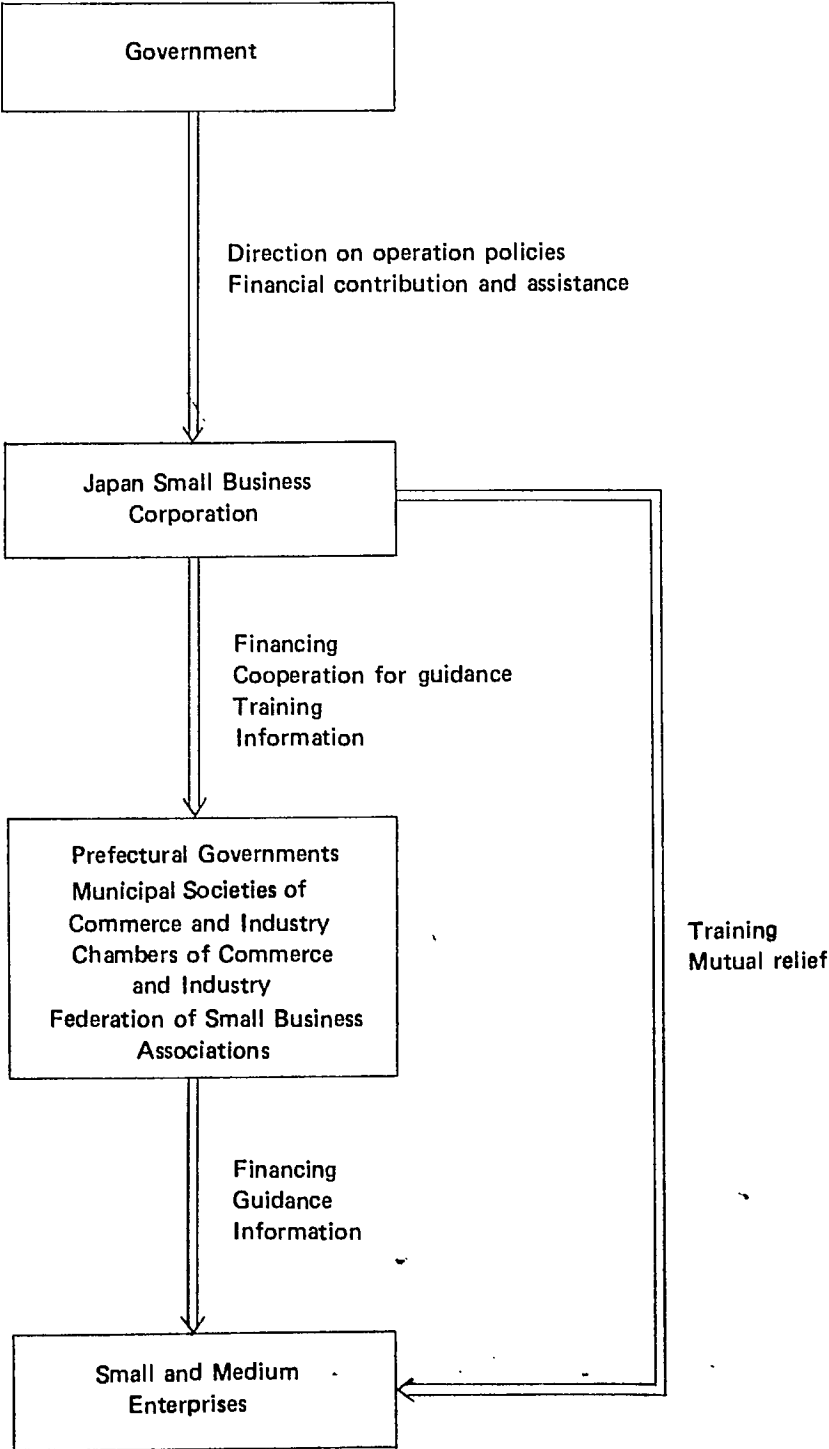 Government
Direction on operation policies
Financial contribution and assistance
Japan Small Business
Corporation
Financing
Cooperation for guidance
Training
Information
Prefectural Governments
Municipal Societies of
Commerce and Industry
Chambers of Commerce
and Industry
Federation of Small Business
Associations
Training
Mutual relief
Financing
Guidance
Information
Small and Medium
Enterprises